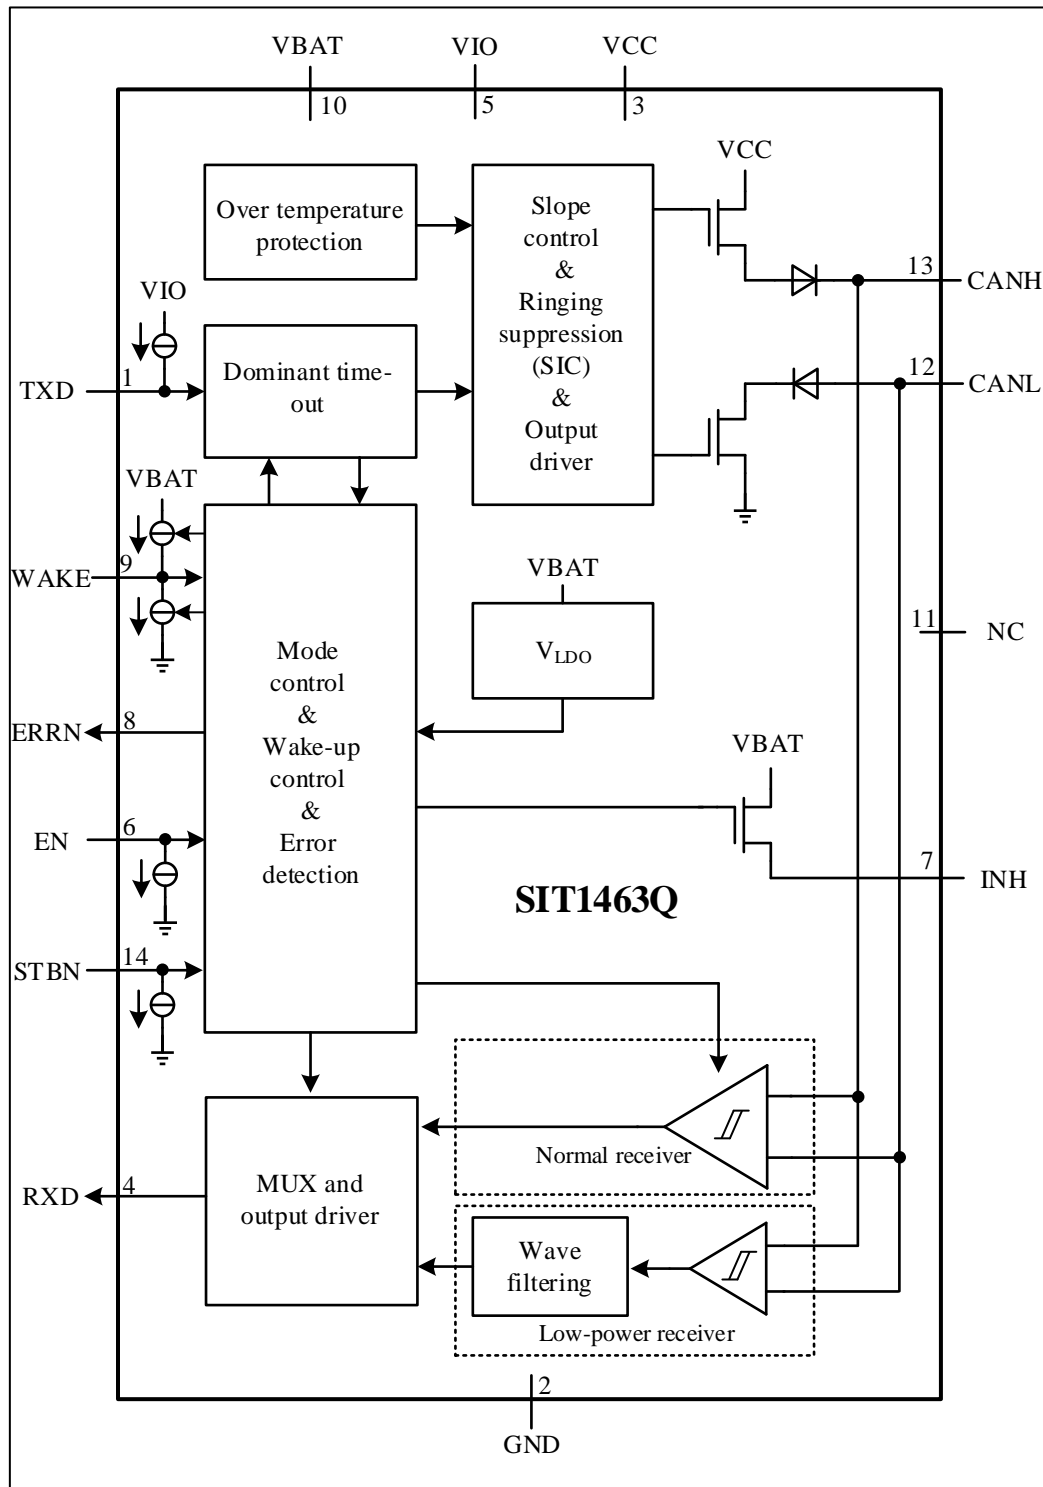 VBAT
VIO
VCC
10
5
3
VCC
Over temperature
protection
Slope
control
&
Ringing
suppression
(SIC)
&
Output
driver
13
CANH
VIO
TXD
1
Dominant time-
out
12
CANL
VBAT
WAKE
9
VBAT
V_LDO
11
NC
Mode
control
&
Wake-up
control
&
Error
detection
ERRN
8
VBAT
EN
6
7
INH
SIT1463Q
STBN
14
Normal receiver
RXD
4
MUX and
output driver
Wave
filtering
Low-power receiver
2
GND